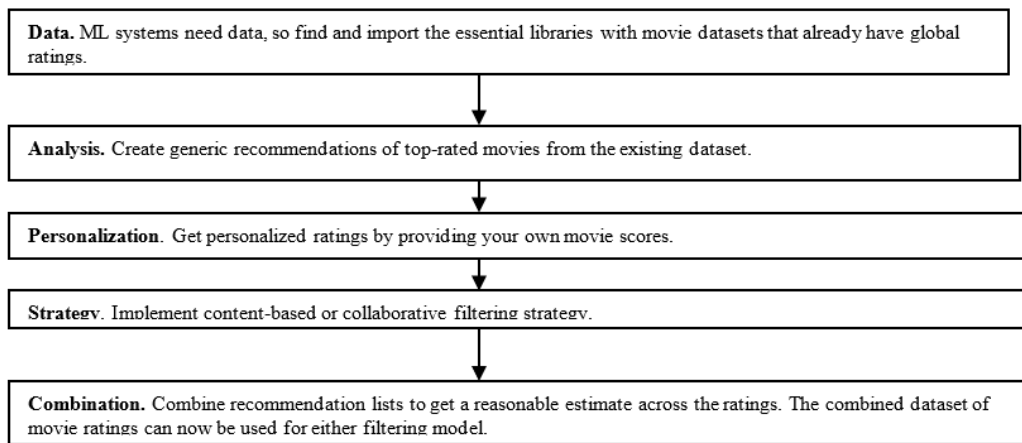 Data. ML systems need data, so find and import the essential libraries with movie datasets that already have global
ratings.
Analysis. Create generic recommendations of top-rated movies from the existing dataset.
Personalization. Get personalized ratings by providing your own movie scores.
Strategy. Implement content-based or collaborative filtering strategy.
Combination. Combine recommendation lists to get a reasonable estimate across the ratings. The combined dataset of
movie ratings can now be used for either filtering model.